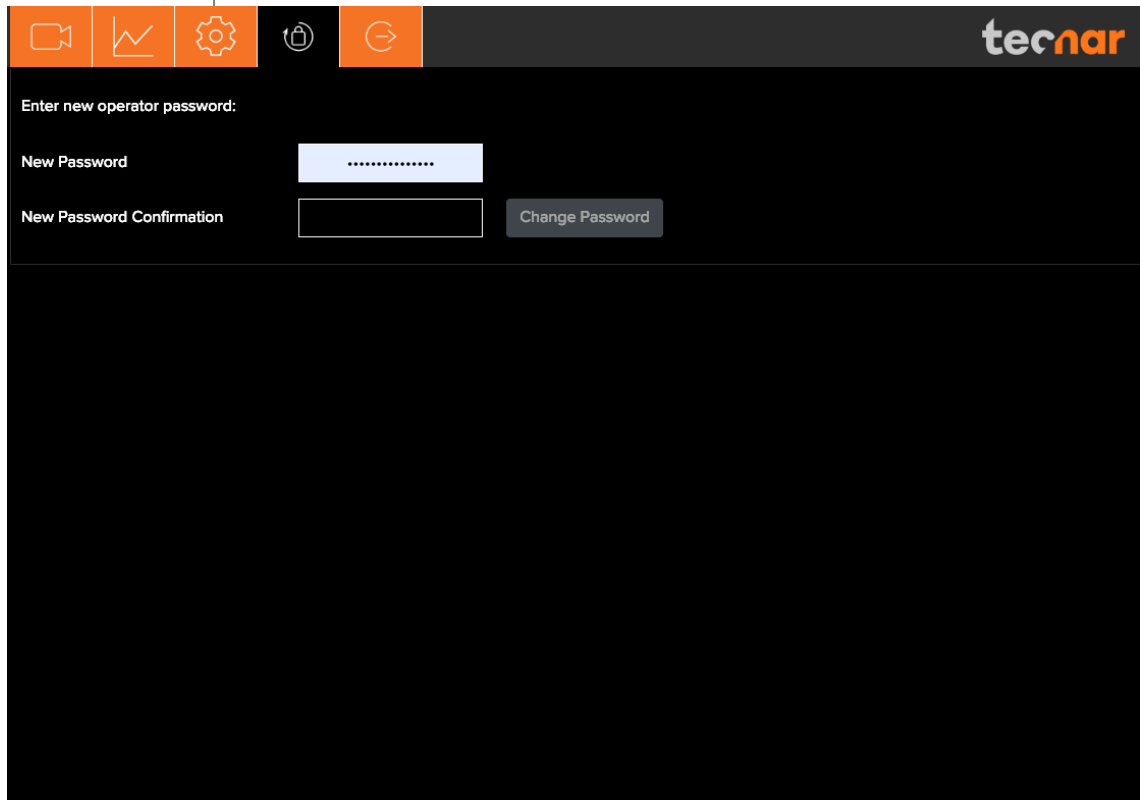 tecnar
Enter new operator password:
New Password
•••••••••••••••
New Password Confirmation
Change Password